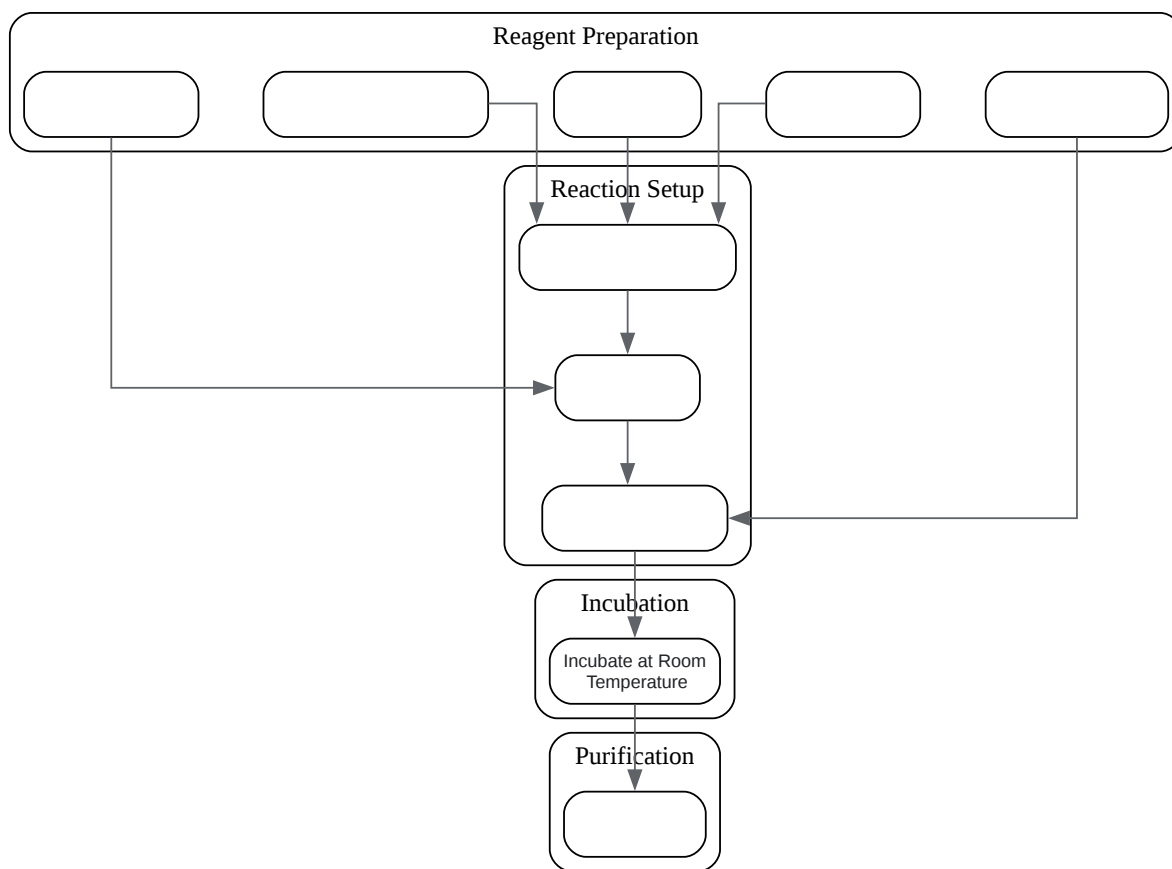 Reagent Preparation
Reaction Setup
Incubation
Incubate at Room
Temperature
Purification